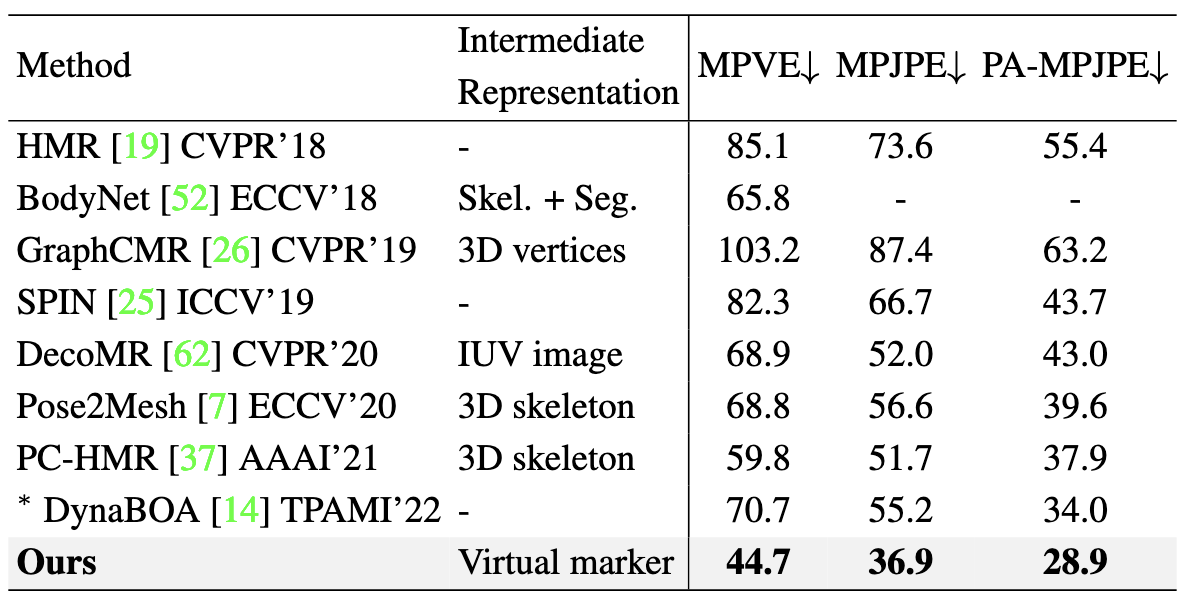 Method Intermediate Representation MPVE↓ MPJPE↓ PA-MPJPE↓
HMR [19] CVPR’18 - 85.1 73.6 55.4
BodyNet [52] ECCV’18 Skel. + Seg. 65.8 - -
GraphCMR [26] CVPR’19 3D vertices 103.2 87.4 63.2
SPIN [25] ICCV’19 - 82.3 66.7 43.7
DecoMR [62] CVPR’20 IUV image 68.9 52.0 43.0
Pose2Mesh [7] ECCV’20 3D skeleton 68.8 56.6 39.6
PC-HMR [37] AAAI’21 3D skeleton 59.8 51.7 37.9
* DynaBOA [14] TPAMI’22 - 70.7 55.2 34.0
Ours Virtual marker 44.7 36.9 28.9